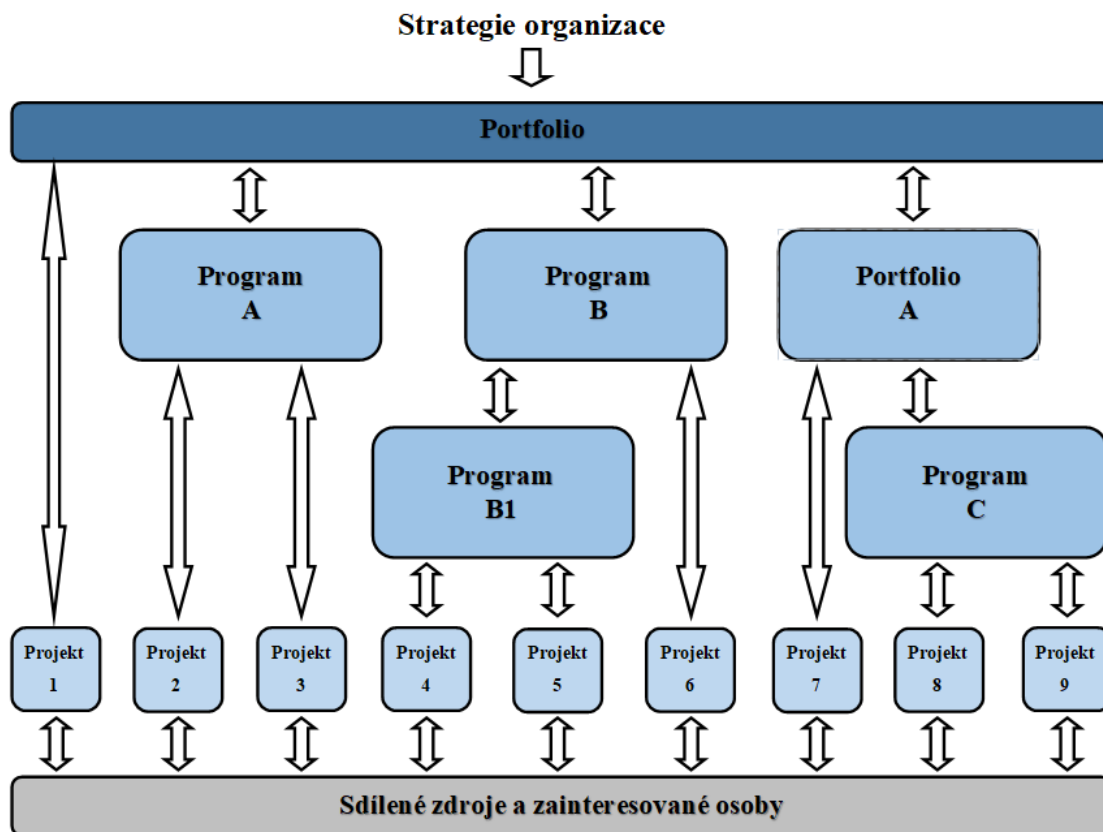 Strategie organizace
Portfolio
Program
A
Program
B
Portfolio
A
Program
B1
Program
C
Projekt
1
Projekt
2
Projekt
3
Projekt
4
Projekt
5
Projekt
6
Projekt
7
Projekt
8
Projekt
9
Sdílené zdroje a zainteresované osoby